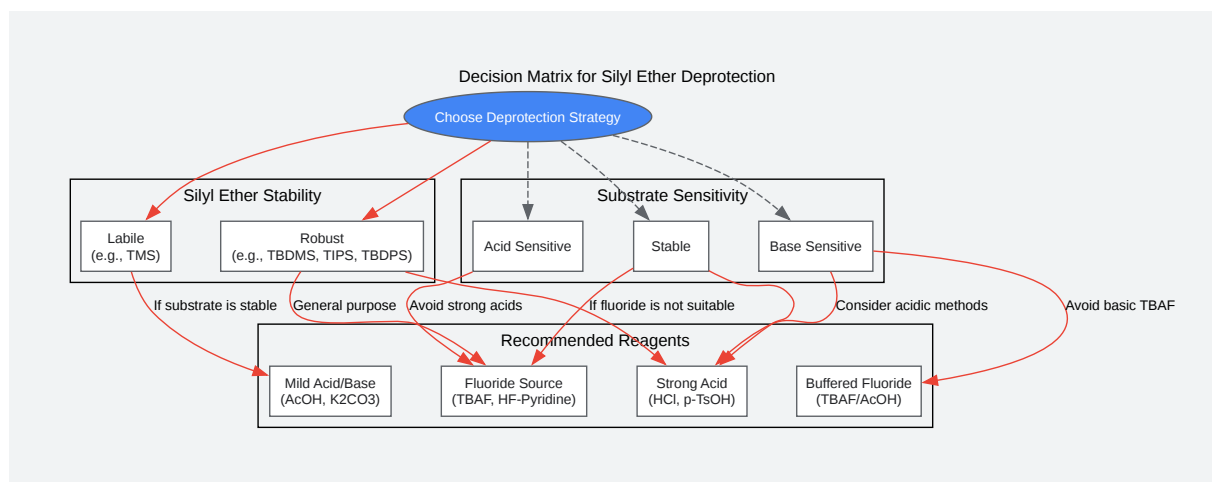 Decision Matrix for Silyl Ether Deprotection
Choose Deprotection Strategy
Silyl Ether Stability
Substrate Sensitivity
Labile
(e.g., TMS)
Robust
(e.g., TBDMS, TIPS, TBDPS)
Acid Sensitive
Stable
Base Sensitive
If substrate is stable
General purpose
Avoid strong acids
If fluoride is not suitable
Consider acidic methods
Avoid basic TBAF
Recommended Reagents
Mild Acid/Base
(AcOH, K2CO3)
Fluoride Source
(TBAF, HF-Pyridine)
Strong Acid
(HCl, p-TsOH)
Buffered Fluoride
(TBAF/AcOH)